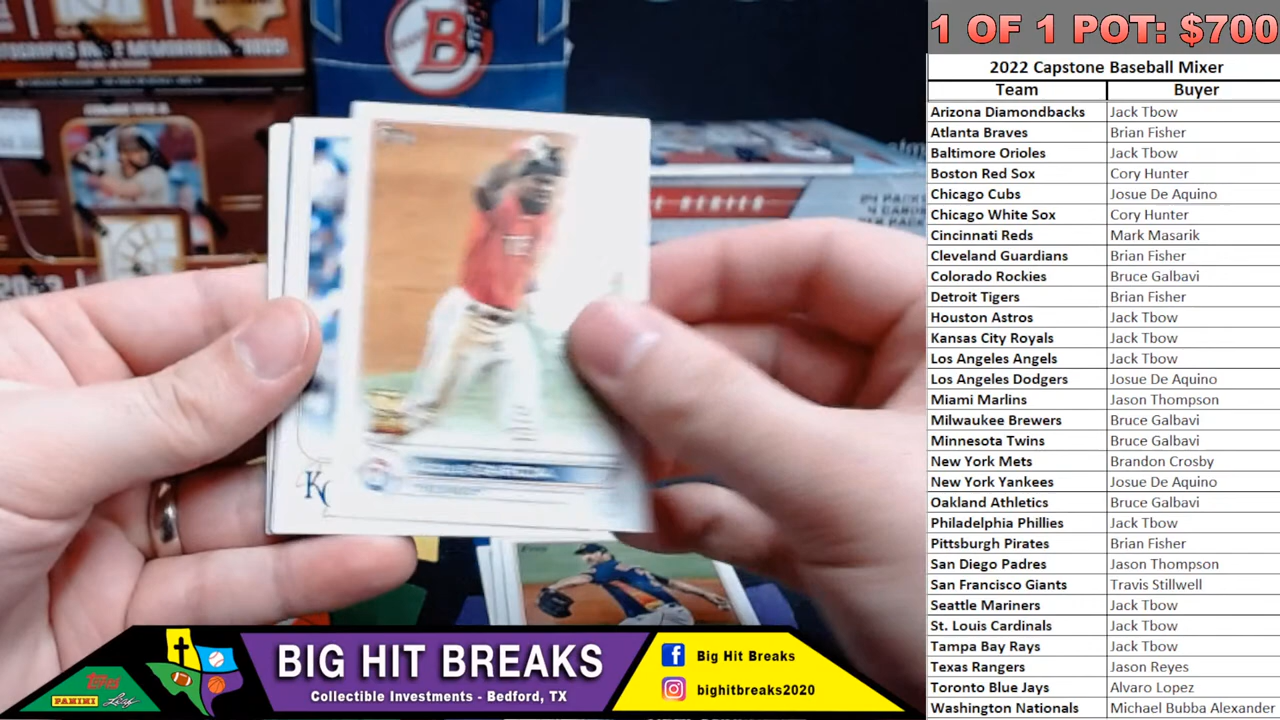 1 OF 1 POT: $700
2022 Capstone Baseball Mixer
Team Buyer
Arizona Diamondbacks Jack Tbow
Atlanta Braves Brian Fisher
Baltimore Orioles Jack Tbow
Boston Red Sox Cory Hunter
Chicago Cubs Josue De Aquino
Chicago White Sox Cory Hunter
Cincinnati Reds Mark Masarik
Cleveland Guardians Brian Fisher
Colorado Rockies Bruce Galbavi
Detroit Tigers Brian Fisher
Houston Astros Jack Tbow
Kansas City Royals Jack Tbow
Los Angeles Angels Jack Tbow
Los Angeles Dodgers Josue De Aquino
Miami Marlins Jason Thompson
Milwaukee Brewers Bruce Galbavi
Minnesota Twins Bruce Galbavi
New York Mets Brandon Crosby
New York Yankees Josue De Aquino
Oakland Athletics Bruce Galbavi
Philadelphia Phillies Jack Tbow
Pittsburgh Pirates Brian Fisher
San Diego Padres Jason Thompson
San Francisco Giants Travis Stillwell
Seattle Mariners Jack Tbow
St. Louis Cardinals Jack Tbow
Tampa Bay Rays Jack Tbow
Texas Rangers Jason Reyes
Toronto Blue Jays Alvaro Lopez
Washington Nationals Michael Bubba Alexander
B
SERIES
KC
BIG HIT BREAKS
Collectible Investments - Bedford, TX
Topps
PANINI
Leaf
Big Hit Breaks
bighitbreaks2020